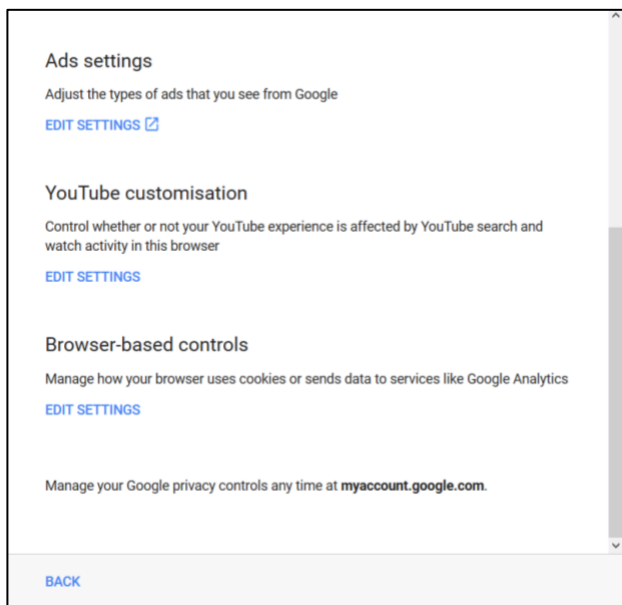 Ads settings
Adjust the types of ads that you see from Google
EDIT SETTINGS
YouTube customisation
Control whether or not your YouTube experience is affected by YouTube search and
watch activity in this browser
EDIT SETTINGS
Browser-based controls
Manage how your browser uses cookies or sends data to services like Google Analytics
EDIT SETTINGS
Manage your Google privacy controls any time at myaccount.google.com.
BACK